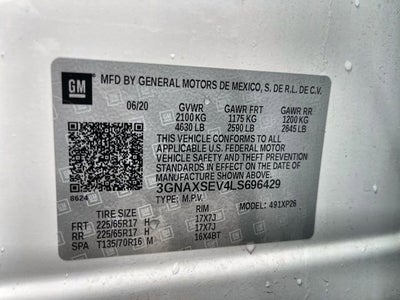 GM MFD BY GENERAL MOTORS DE MEXICO, S. DE R.L. DE C.V.
06/20 GVWR GAWR FRT GAWR RR
2100 KG 1175 KG 1200 KG
4630 LB 2590 LB 2645 LB
THIS VEHICLE CONFORMS TO ALL
APPLICABLE U.S. FEDERAL MOTOR
VEHICLE SAFETY AND THEFT PREVENTION
STANDARDS IN EFFECT ON THE DATE OF
MANUFACTURE SHOWN ABOVE.
8624 3GNAXSEV4LS696429
TYPE: M.P.V. 491XP26
TIRE SIZE RIM
FRT 225/65R17 H 17X7J
RR 225/65R17 H 17X7J
SPA T135/70R16 M 16X4BT